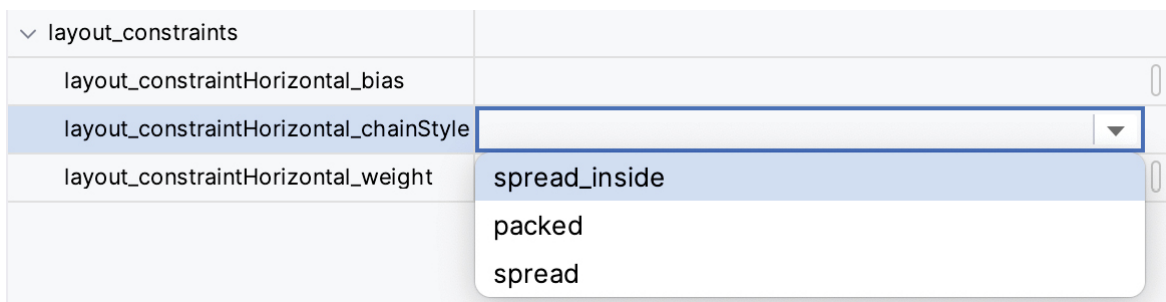 layout_constraints
layout_constraintHorizontal_bias
layout_constraintHorizontal_chainStyle
layout_constraintHorizontal_weight
spread_inside
packed
spread